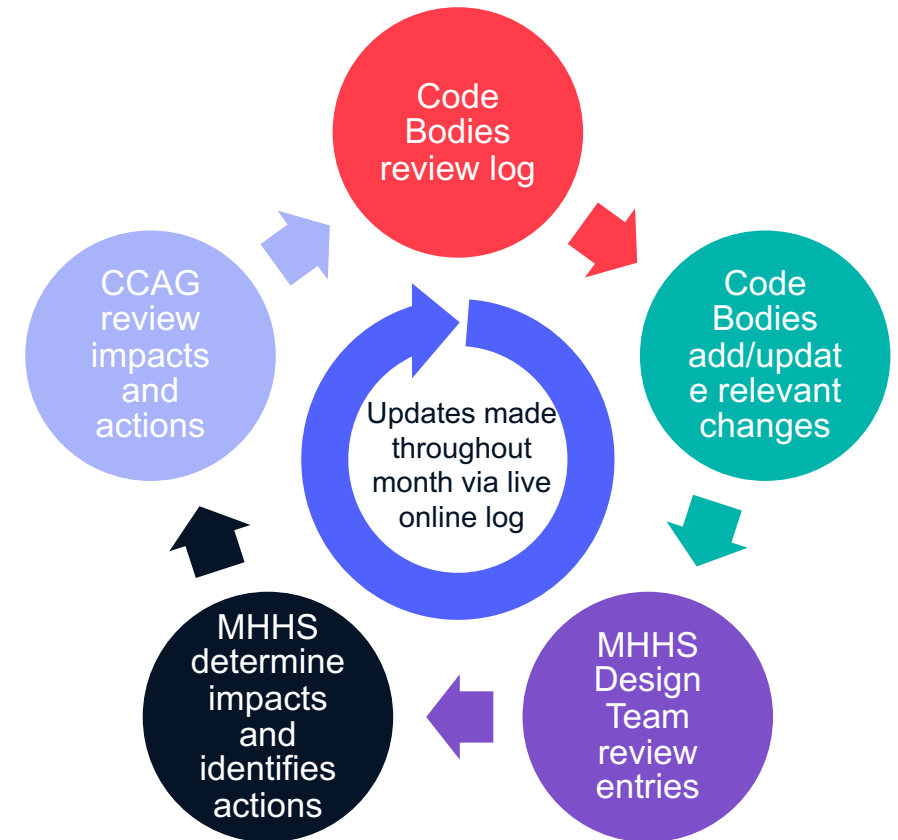 Code
Bodies
review log
Code
Bodies
add/updat
e relevant
changes
MHHS
Design
Team
review
entries
MHHS
determine
impacts
and
identifies
actions
CCAG
review
impacts
and
actions
Updates made
throughout
month via live
online log